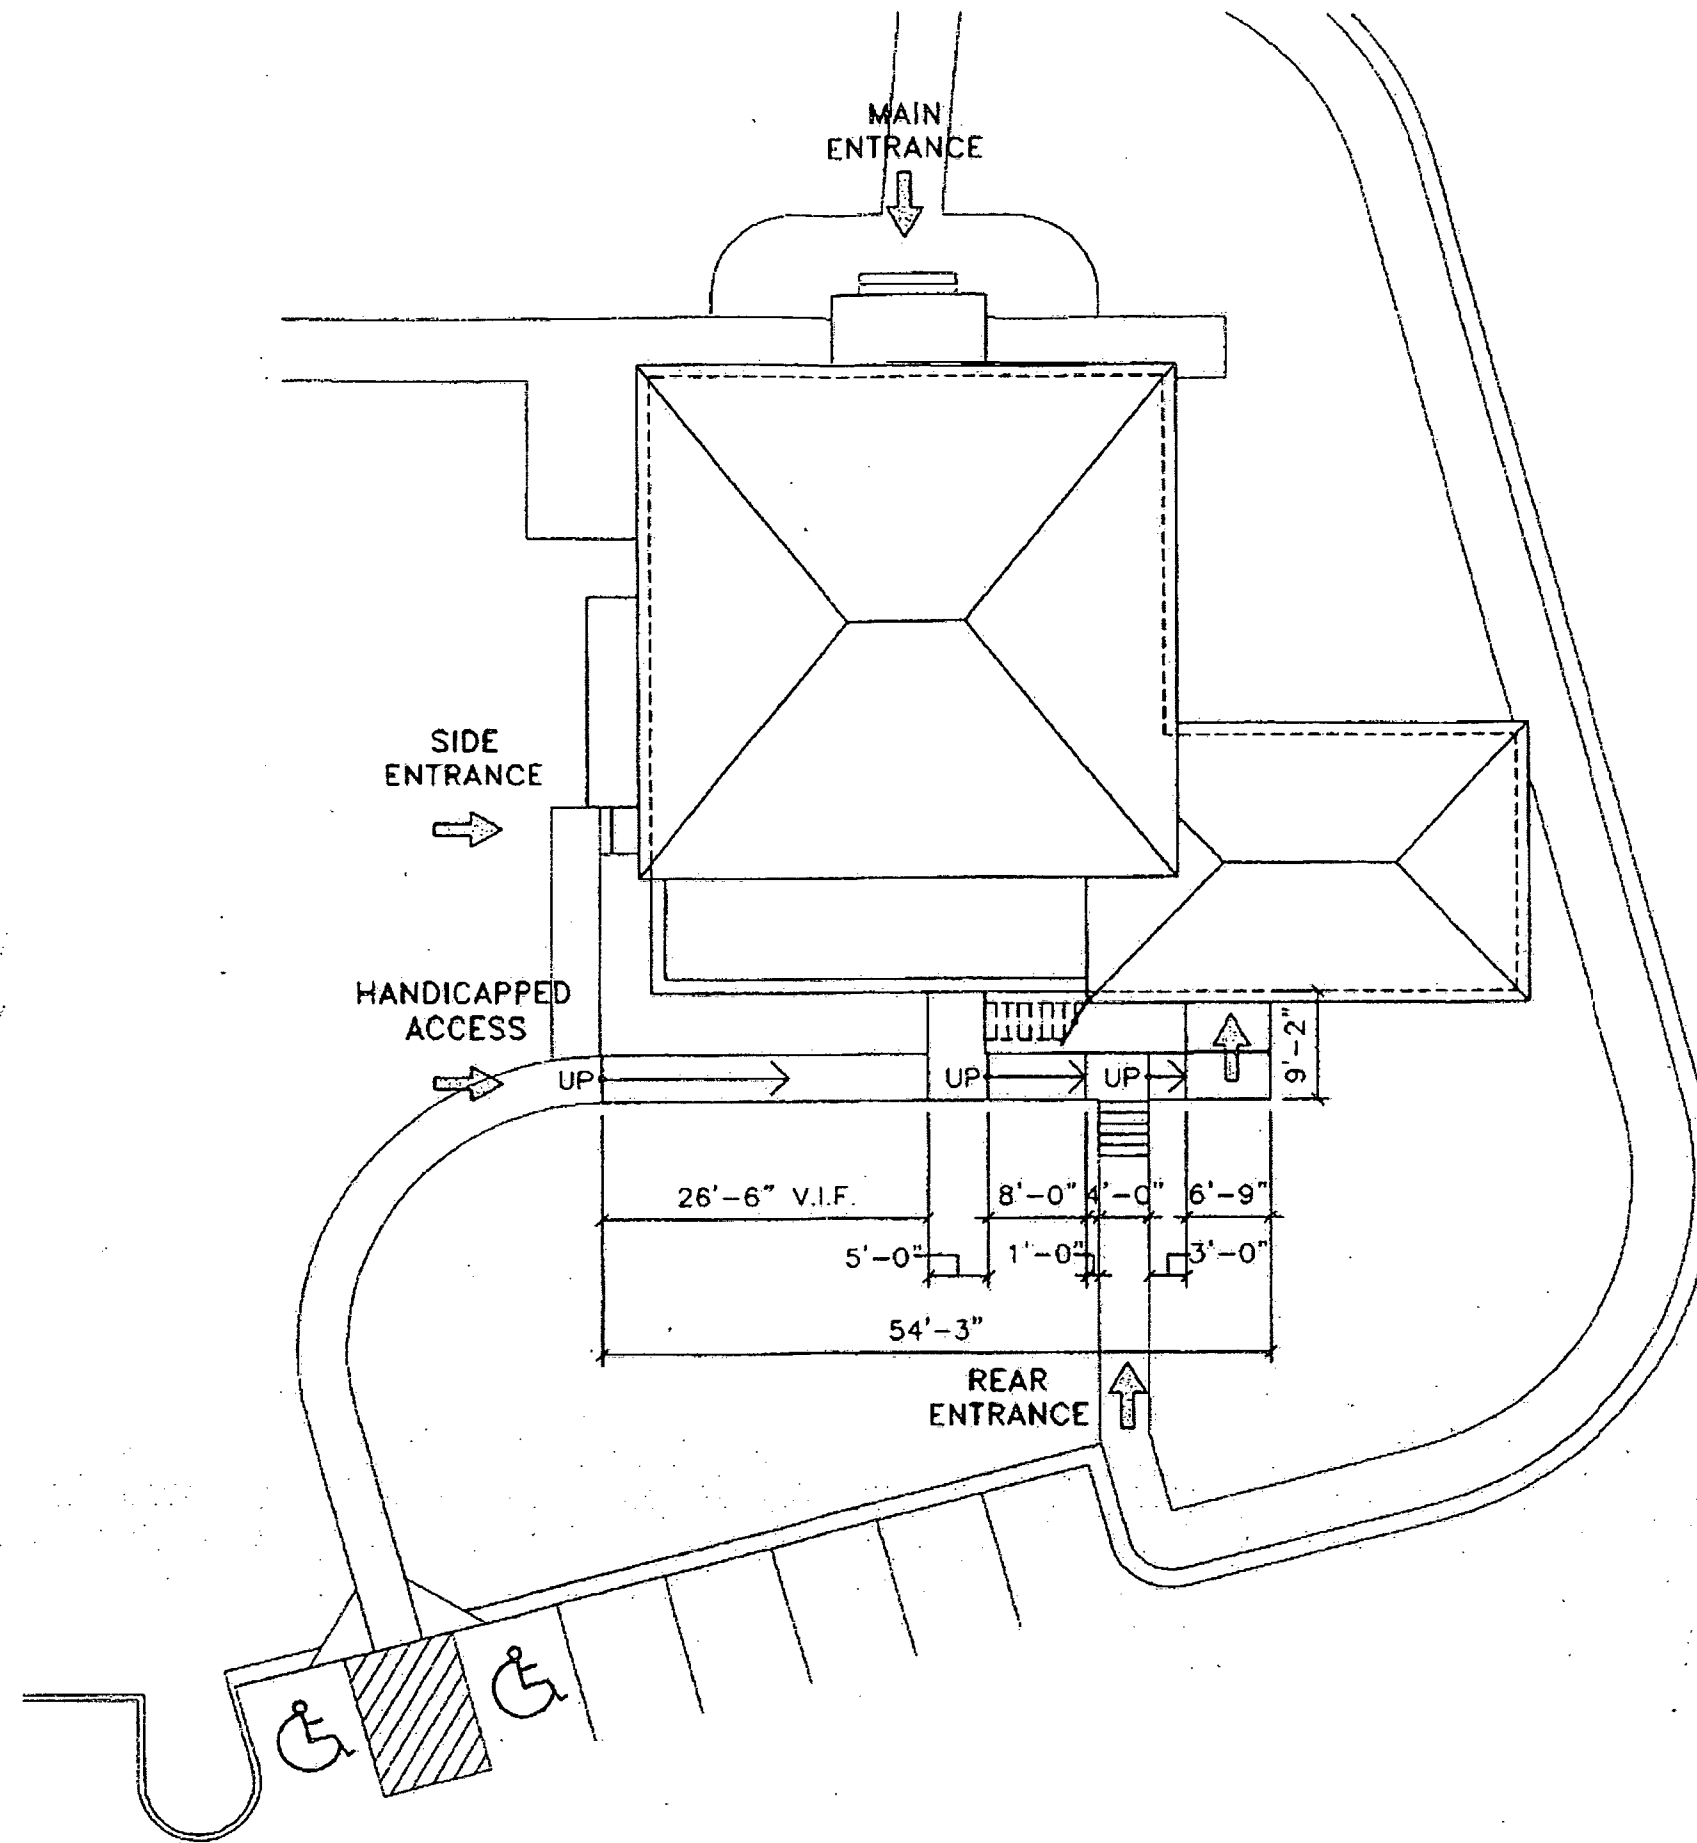 MAIN
ENTRANCE
SIDE
ENTRANCE
HANDICAPPED
ACCESS
UP
UP
UP
9'-2"
26'-6" V.I.F.
8'-0"
4'-0"
6'-9"
5'-0"
1'-0"
3'-0"
54'-3"
REAR
ENTRANCE